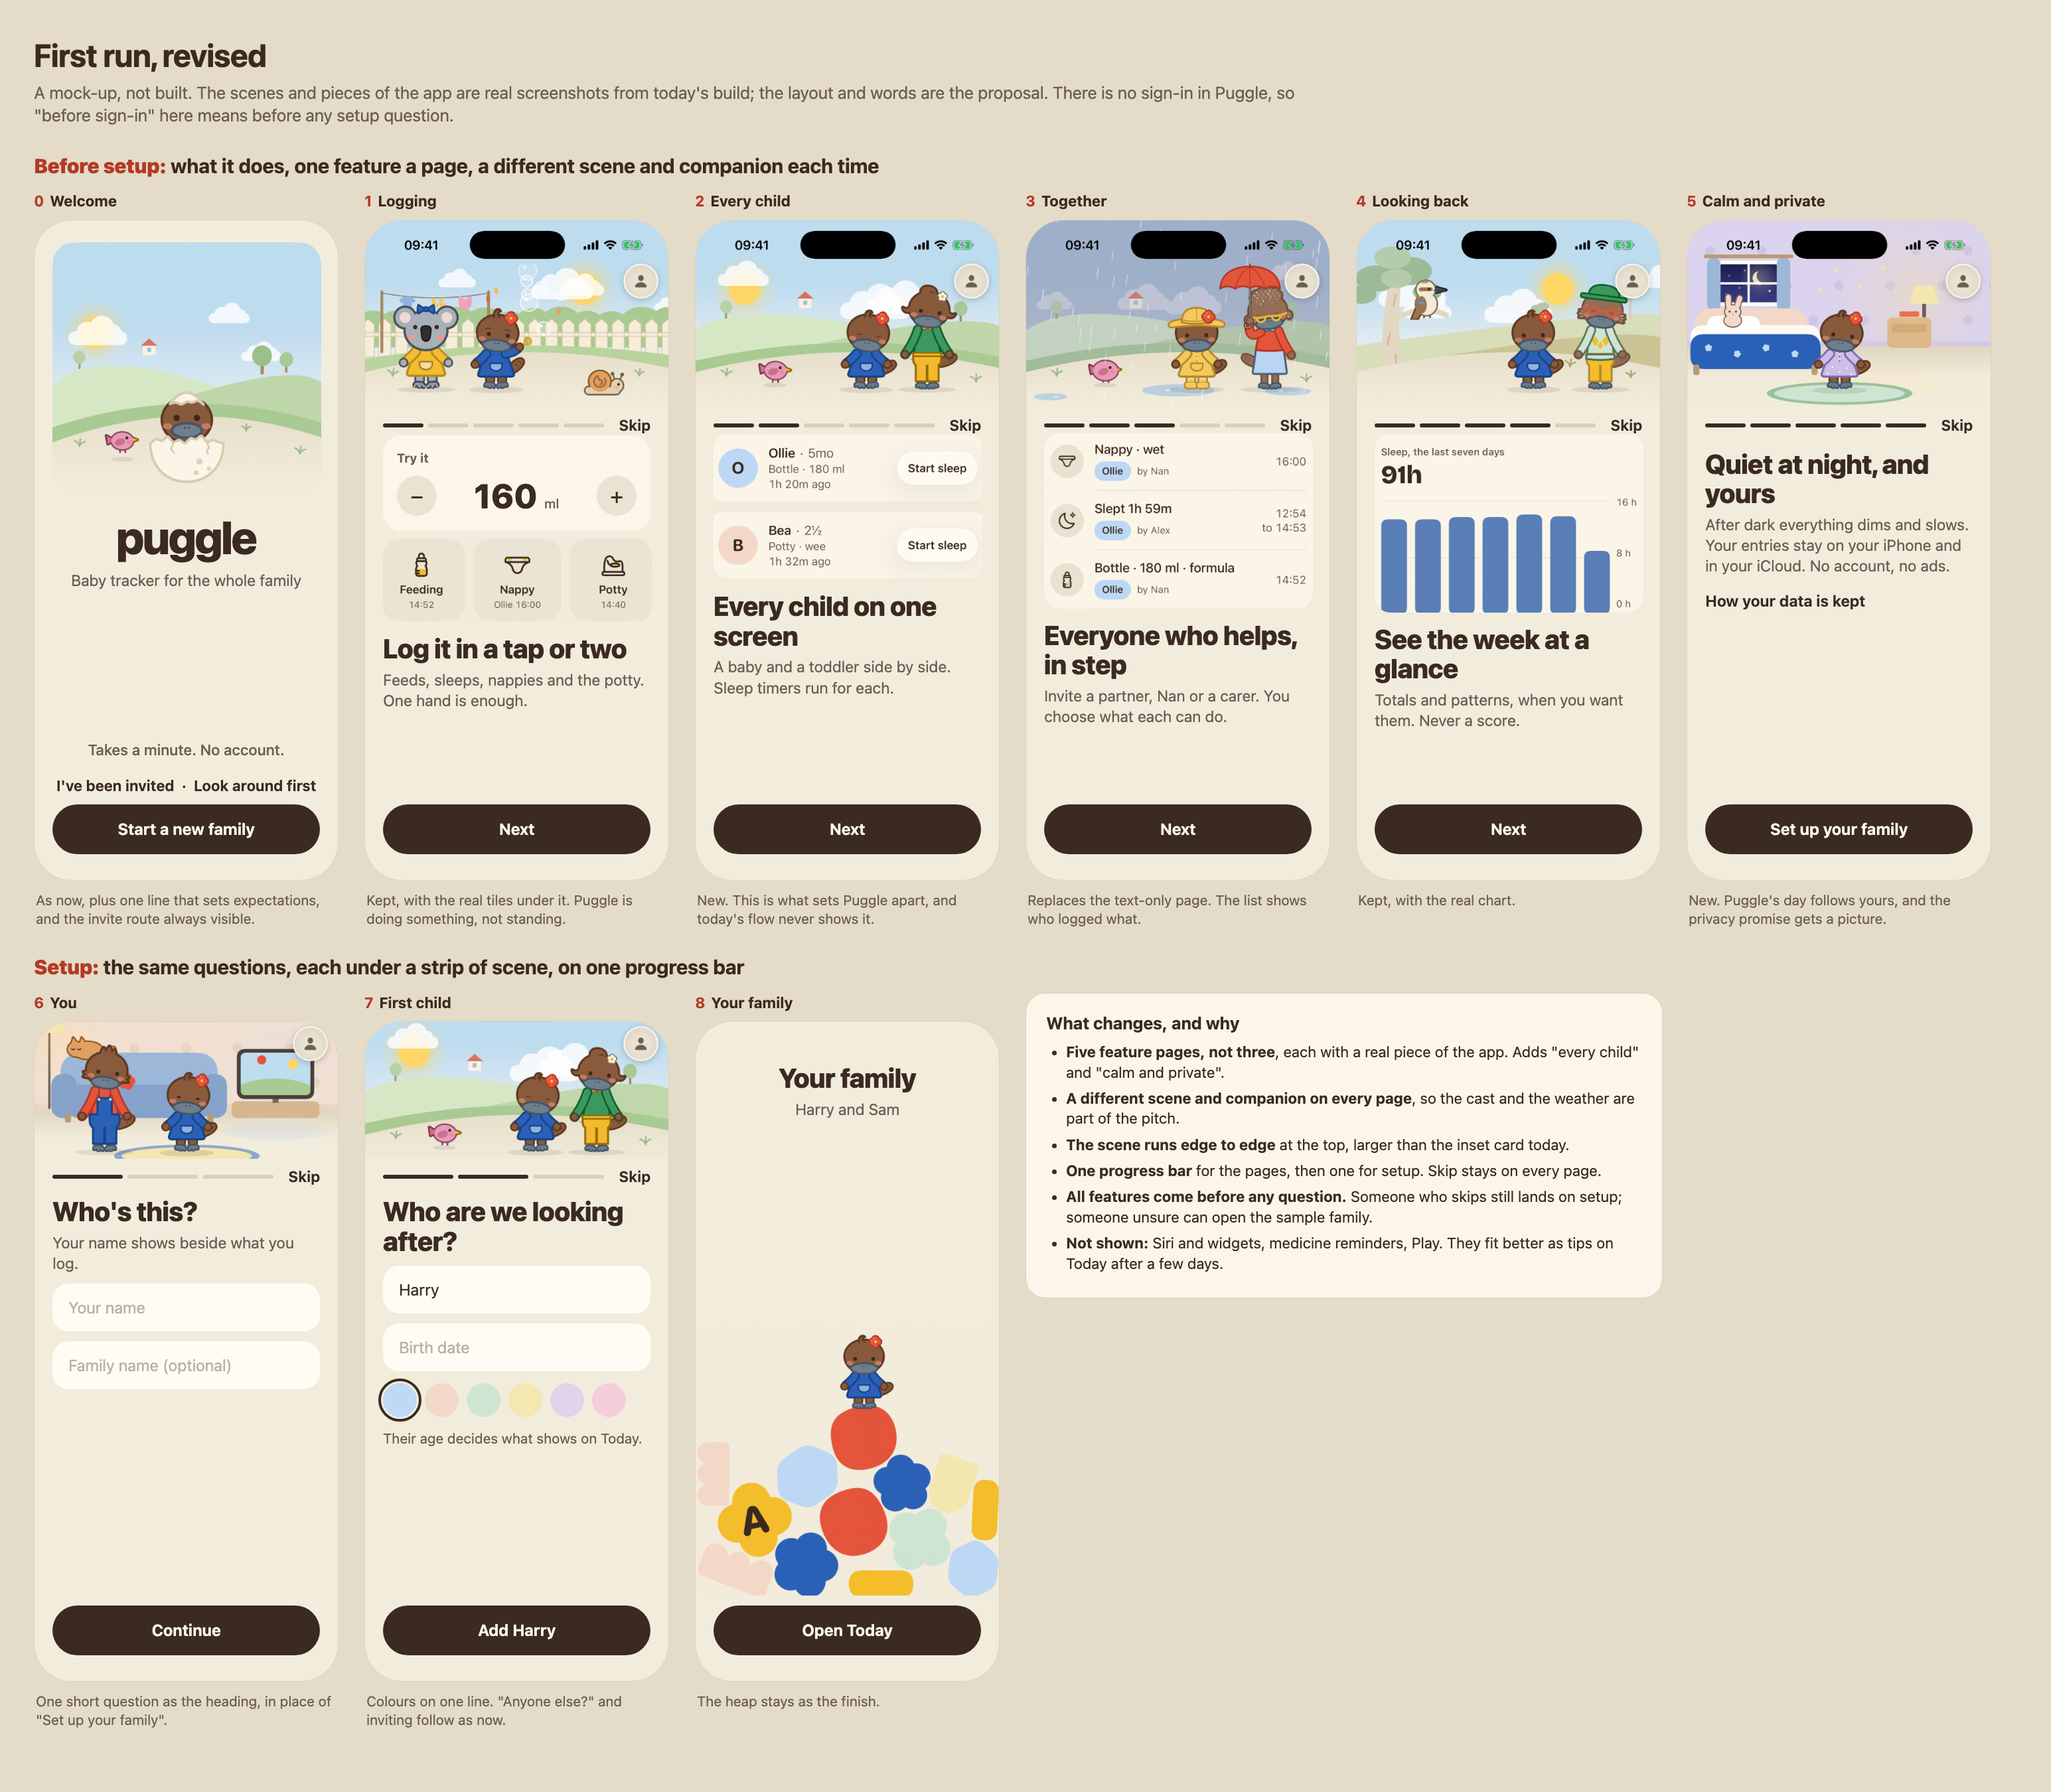 First run, revised
A mock-up, not built. The scenes and pieces of the app are real screenshots from today's build; the layout and words are the proposal. There is no sign-in in Puggle, so
"before sign-in" here means before any setup question.
Before setup: what it does, one feature a page, a different scene and companion each time
0 Welcome
puggle
Baby tracker for the whole family
Takes a minute. No account.
I've been invited · Look around first
Start a new family
As now, plus one line that sets expectations,
and the invite route always visible.
1 Logging
09:41
Skip
Try it
− 160 ml +
Feeding
14:52
Nappy
Ollie 16:00
Potty
14:40
Log it in a tap or two
Feeds, sleeps, nappies and the potty.
One hand is enough.
Next
Kept, with the real tiles under it. Puggle is
doing something, not standing.
2 Every child
09:41
Skip
O
Ollie · 5mo
Bottle · 180 ml
1h 20m ago
Start sleep
B
Bea · 2½
Potty · wee
1h 32m ago
Start sleep
Every child on one
screen
A baby and a toddler side by side.
Sleep timers run for each.
Next
New. This is what sets Puggle apart, and
today's flow never shows it.
3 Together
09:41
Skip
Nappy · wet
Ollie by Nan
16:00
Slept 1h 59m
Ollie by Alex
12:54
to 14:53
Bottle · 180 ml · formula
Ollie by Nan
14:52
Everyone who helps,
in step
Invite a partner, Nan or a carer. You
choose what each can do.
Next
Replaces the text-only page. The list shows
who logged what.
4 Looking back
09:41
Skip
Sleep, the last seven days
91h
16 h
8 h
0 h
See the week at a
glance
Totals and patterns, when you want
them. Never a score.
Next
Kept, with the real chart.
5 Calm and private
09:41
Skip
Quiet at night, and
yours
After dark everything dims and slows.
Your entries stay on your iPhone and
in your iCloud. No account, no ads.
How your data is kept
Set up your family
New. Puggle's day follows yours, and the
privacy promise gets a picture.
Setup: the same questions, each under a strip of scene, on one progress bar
6 You
Skip
Who's this?
Your name shows beside what you
log.
Your name
Family name (optional)
Continue
One short question as the heading, in place of
"Set up your family".
7 First child
Skip
Who are we looking
after?
Harry
Birth date
Their age decides what shows on Today.
Add Harry
Colours on one line. "Anyone else?" and
inviting follow as now.
8 Your family
Your family
Harry and Sam
A
Open Today
The heap stays as the finish.
What changes, and why
• Five feature pages, not three, each with a real piece of the app. Adds "every child"
and "calm and private".
• A different scene and companion on every page, so the cast and the weather are
part of the pitch.
• The scene runs edge to edge at the top, larger than the inset card today.
• One progress bar for the pages, then one for setup. Skip stays on every page.
• All features come before any question. Someone who skips still lands on setup;
someone unsure can open the sample family.
• Not shown: Siri and widgets, medicine reminders, Play. They fit better as tips on
Today after a few days.